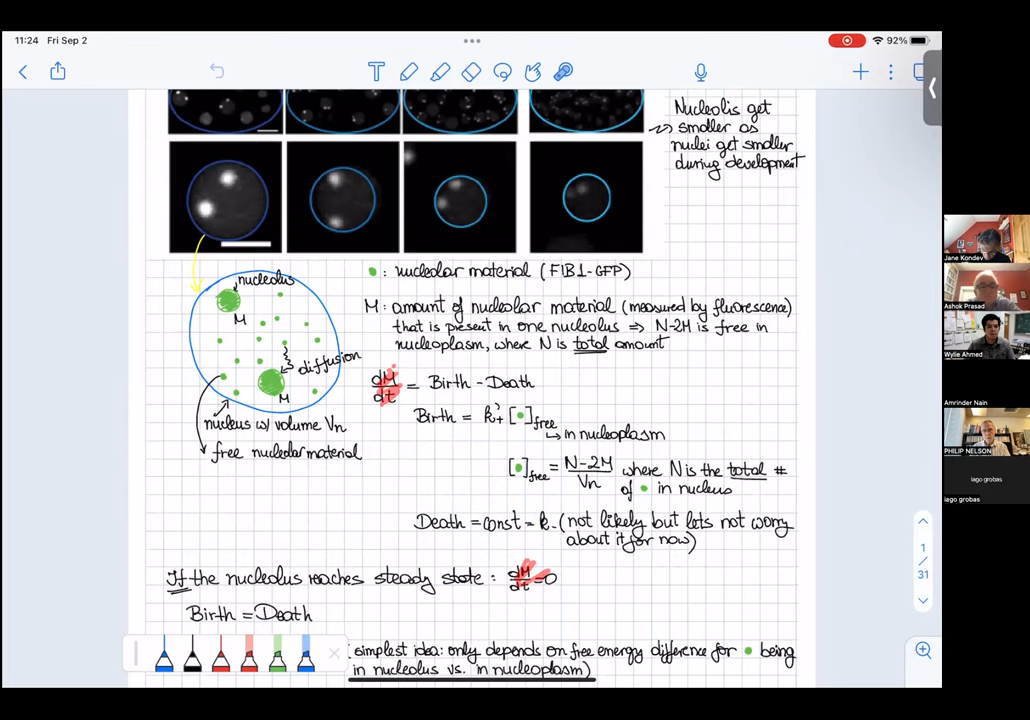 11:24 Fri Sep 2
92%
Nucleolis get
smaller as
nuclei get smaller
during development
nucleolus
M
diffusion
M
nucleus w/ volume Vn
free nucleolar material
: nucleolar material (FIB1-GFP)
M: amount of nucleolar material (measured by fluorescence)
that is present in one nucleolus ⇒ N-2M is free in
nucleoplasm, where N is total amount
dM/dt = Birth - Death
Birth = k'+ [•]free
↳ in nucleoplasm
[•]free = N-2M/Vn where N is the total #
of • in nucleus
Death = const = k- (not likely but lets not worry
about it for now)
If the nucleolus reaches steady state: dM/dt=0
Birth = Death
(simplest idea: only depends on free energy difference for • being
in nucleolus vs. in nucleoplasm)
1
/
31
Jane Kondev
Ashok Prasad
Wylie Ahmed
Amrinder Nain
PHILIP NELSON
iago grobas
iago grobas